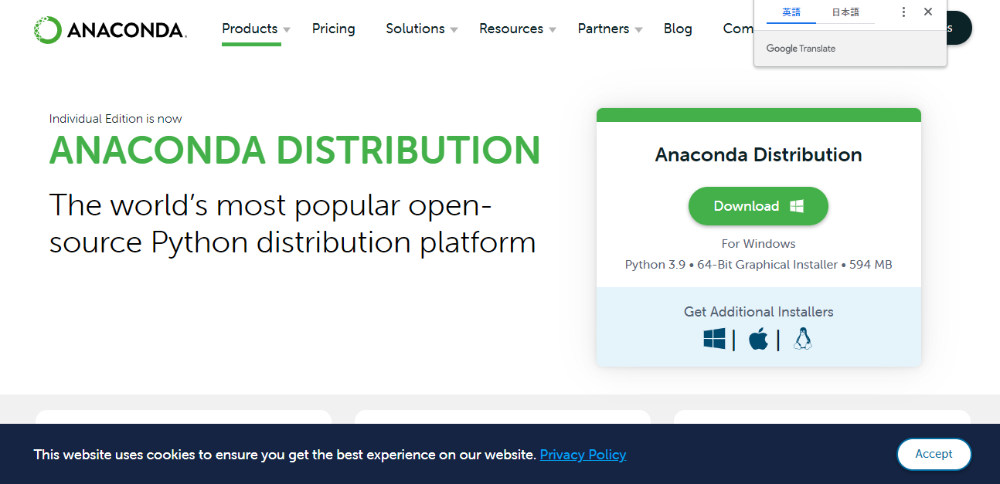 ANACONDA.
Products
Pricing
Solutions
Resources
Partners
Blog
Com
s
英語
日本語
Google Translate
Individual Edition is now
ANACONDA DISTRIBUTION
The world’s most popular open-
source Python distribution platform
Anaconda Distribution
Download
For Windows
Python 3.9 • 64-Bit Graphical Installer • 594 MB
Get Additional Installers
This website uses cookies to ensure you get the best experience on our website. Privacy Policy
Accept